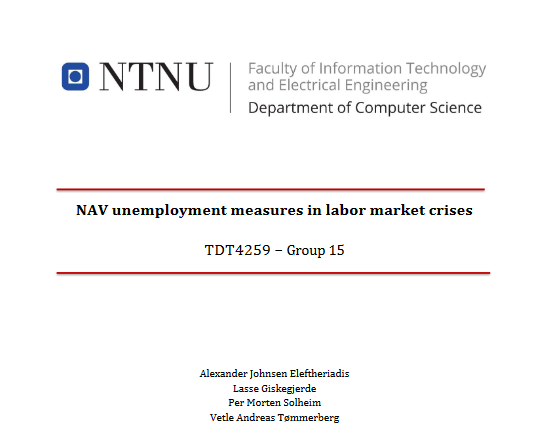 NTNU
Faculty of Information Technology
and Electrical Engineering
Department of Computer Science
NAV unemployment measures in labor market crises
TDT4259 – Group 15
Alexander Johnsen Eleftheriadis
Lasse Giskegjerde
Per Morten Solheim
Vetle Andreas Tømmerberg